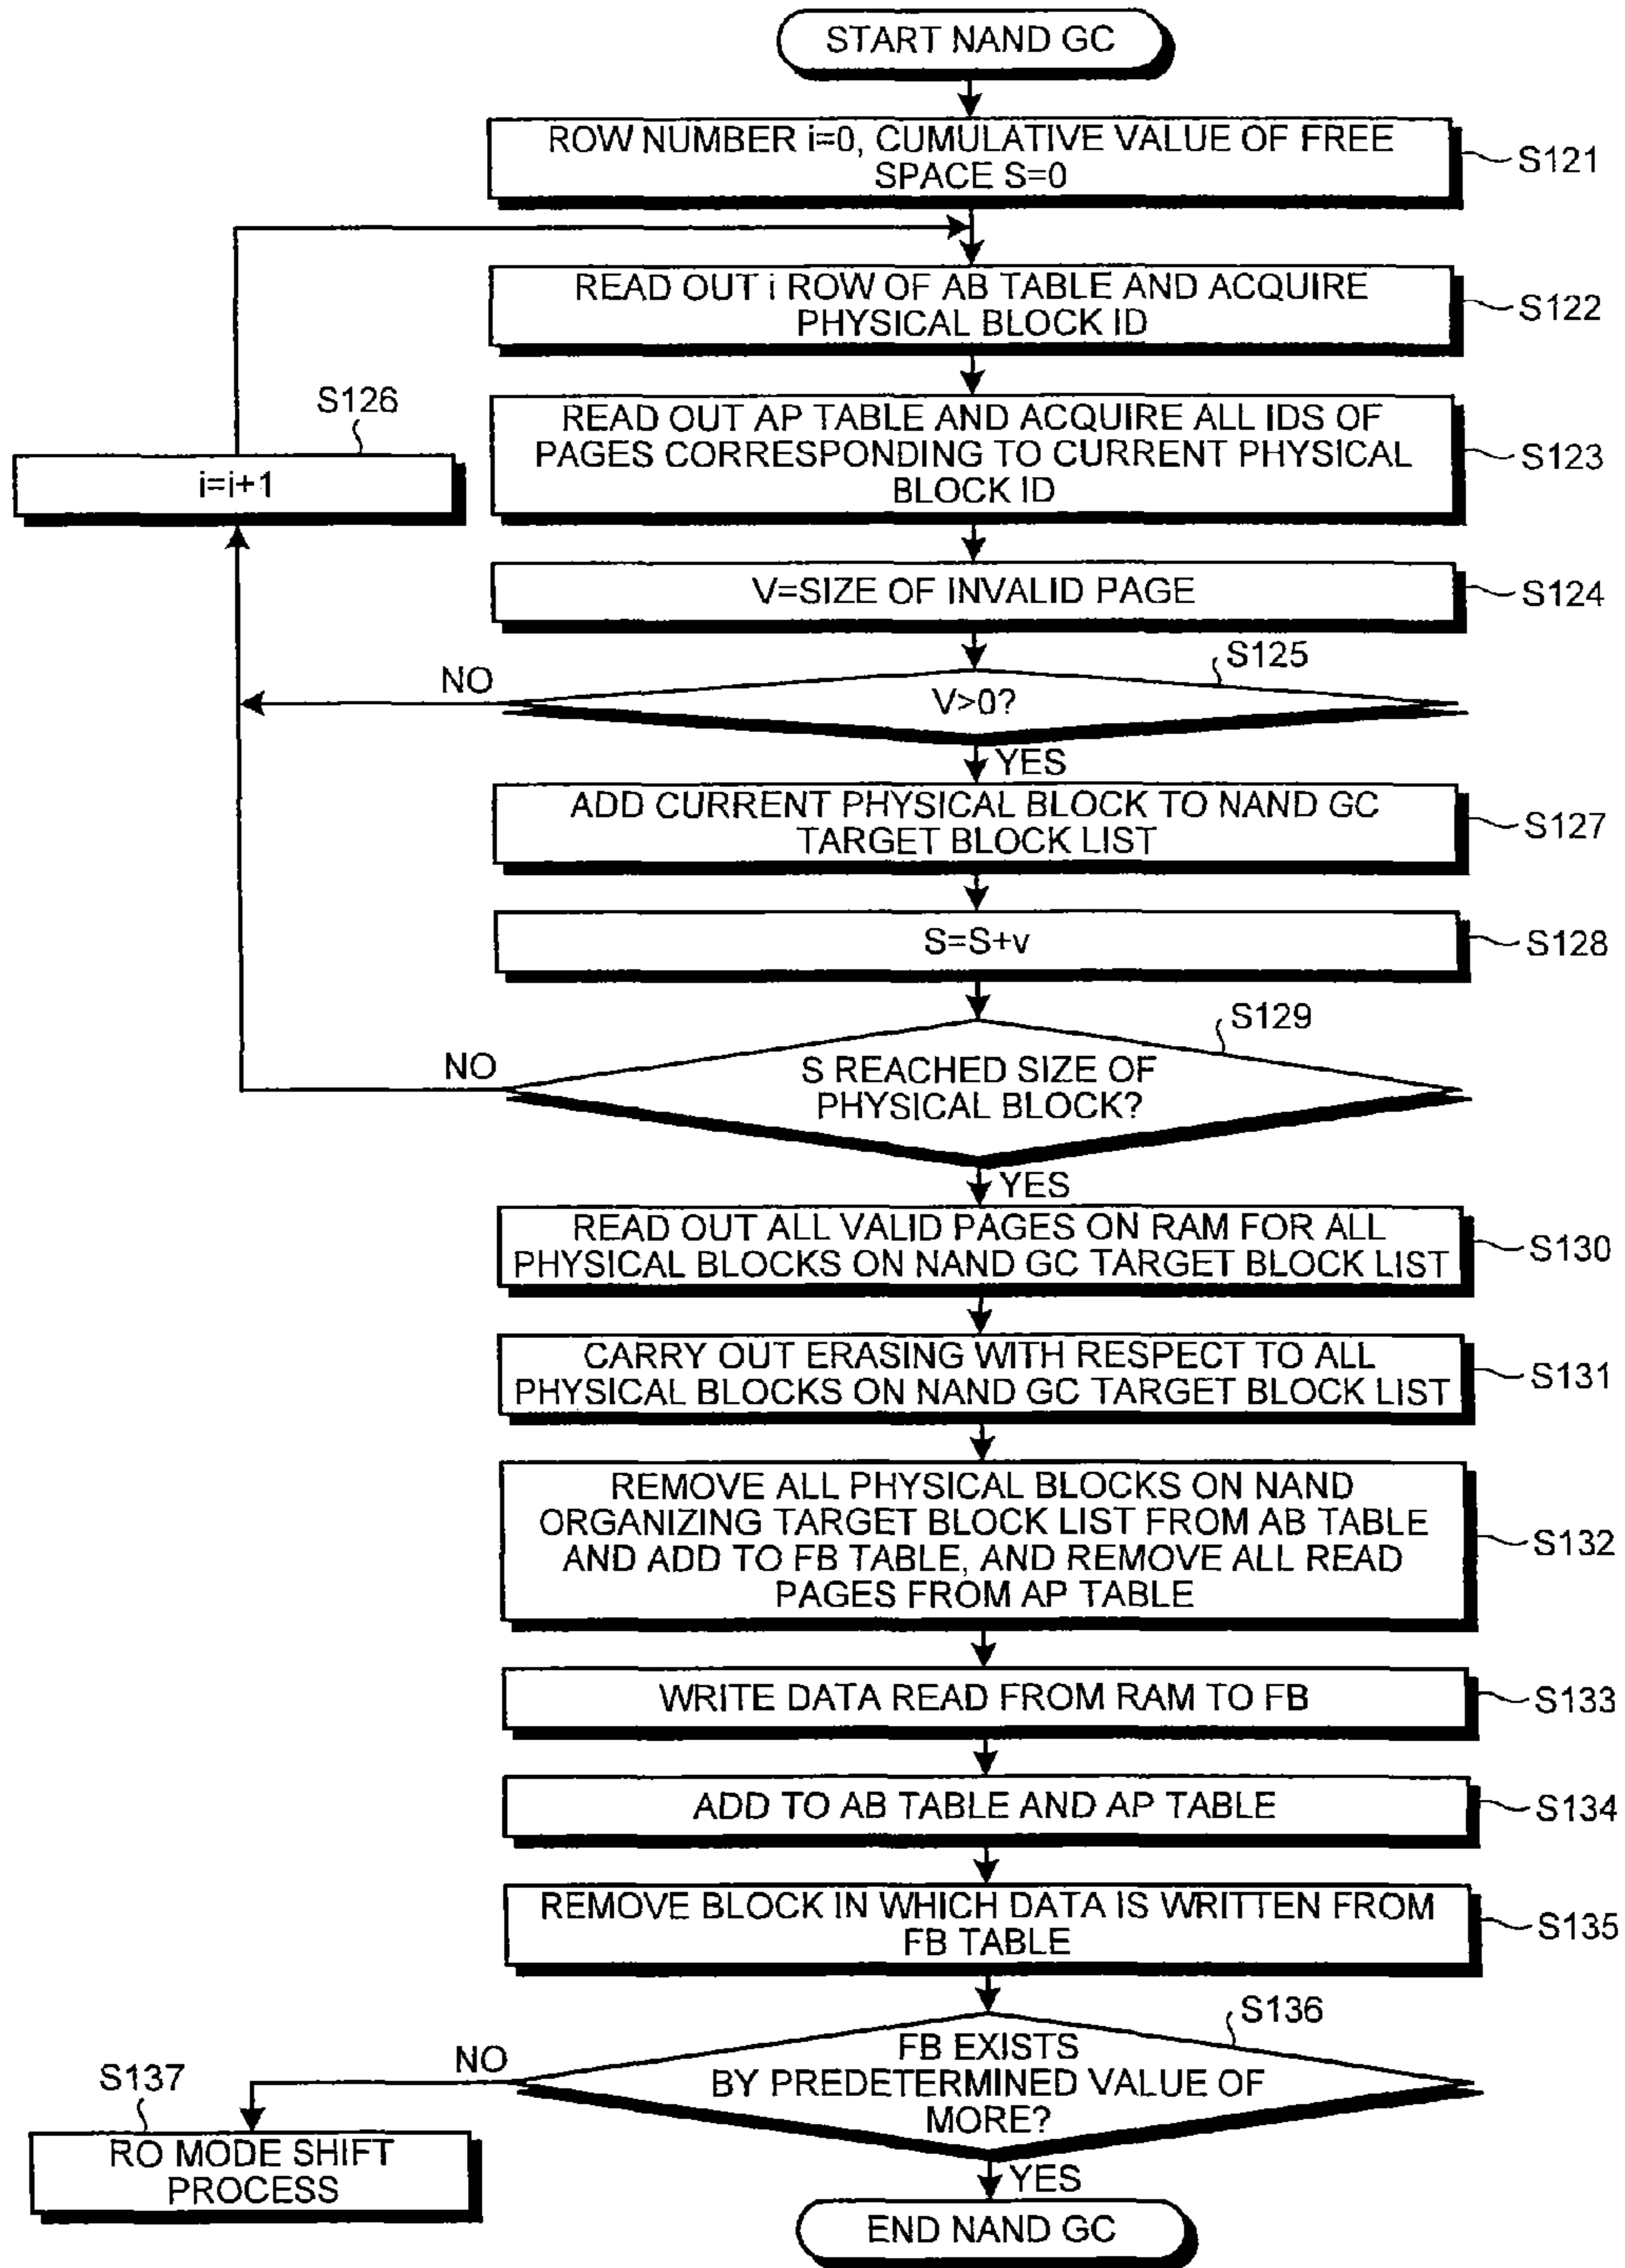 START NAND GC
ROW NUMBER i=0, CUMULATIVE VALUE OF FREE
SPACE S=0
S121
READ OUT i ROW OF AB TABLE AND ACQUIRE
PHYSICAL BLOCK ID
S122
READ OUT AP TABLE AND ACQUIRE ALL IDS OF
PAGES CORRESPONDING TO CURRENT PHYSICAL
BLOCK ID
S123
S126
i=i+1
V=SIZE OF INVALID PAGE
S124
S125
NO
V>0?
YES
ADD CURRENT PHYSICAL BLOCK TO NAND GC
TARGET BLOCK LIST
S127
S=S+v
S128
S129
NO
S REACHED SIZE OF
PHYSICAL BLOCK?
YES
READ OUT ALL VALID PAGES ON RAM FOR ALL
PHYSICAL BLOCKS ON NAND GC TARGET BLOCK LIST
S130
CARRY OUT ERASING WITH RESPECT TO ALL
PHYSICAL BLOCKS ON NAND GC TARGET BLOCK LIST
S131
REMOVE ALL PHYSICAL BLOCKS ON NAND
ORGANIZING TARGET BLOCK LIST FROM AB TABLE
AND ADD TO FB TABLE, AND REMOVE ALL READ
PAGES FROM AP TABLE
S132
WRITE DATA READ FROM RAM TO FB
S133
ADD TO AB TABLE AND AP TABLE
S134
REMOVE BLOCK IN WHICH DATA IS WRITTEN FROM
FB TABLE
S135
S136
NO
FB EXISTS
BY PREDETERMINED VALUE OF
MORE?
S137
RO MODE SHIFT
PROCESS
YES
END NAND GC